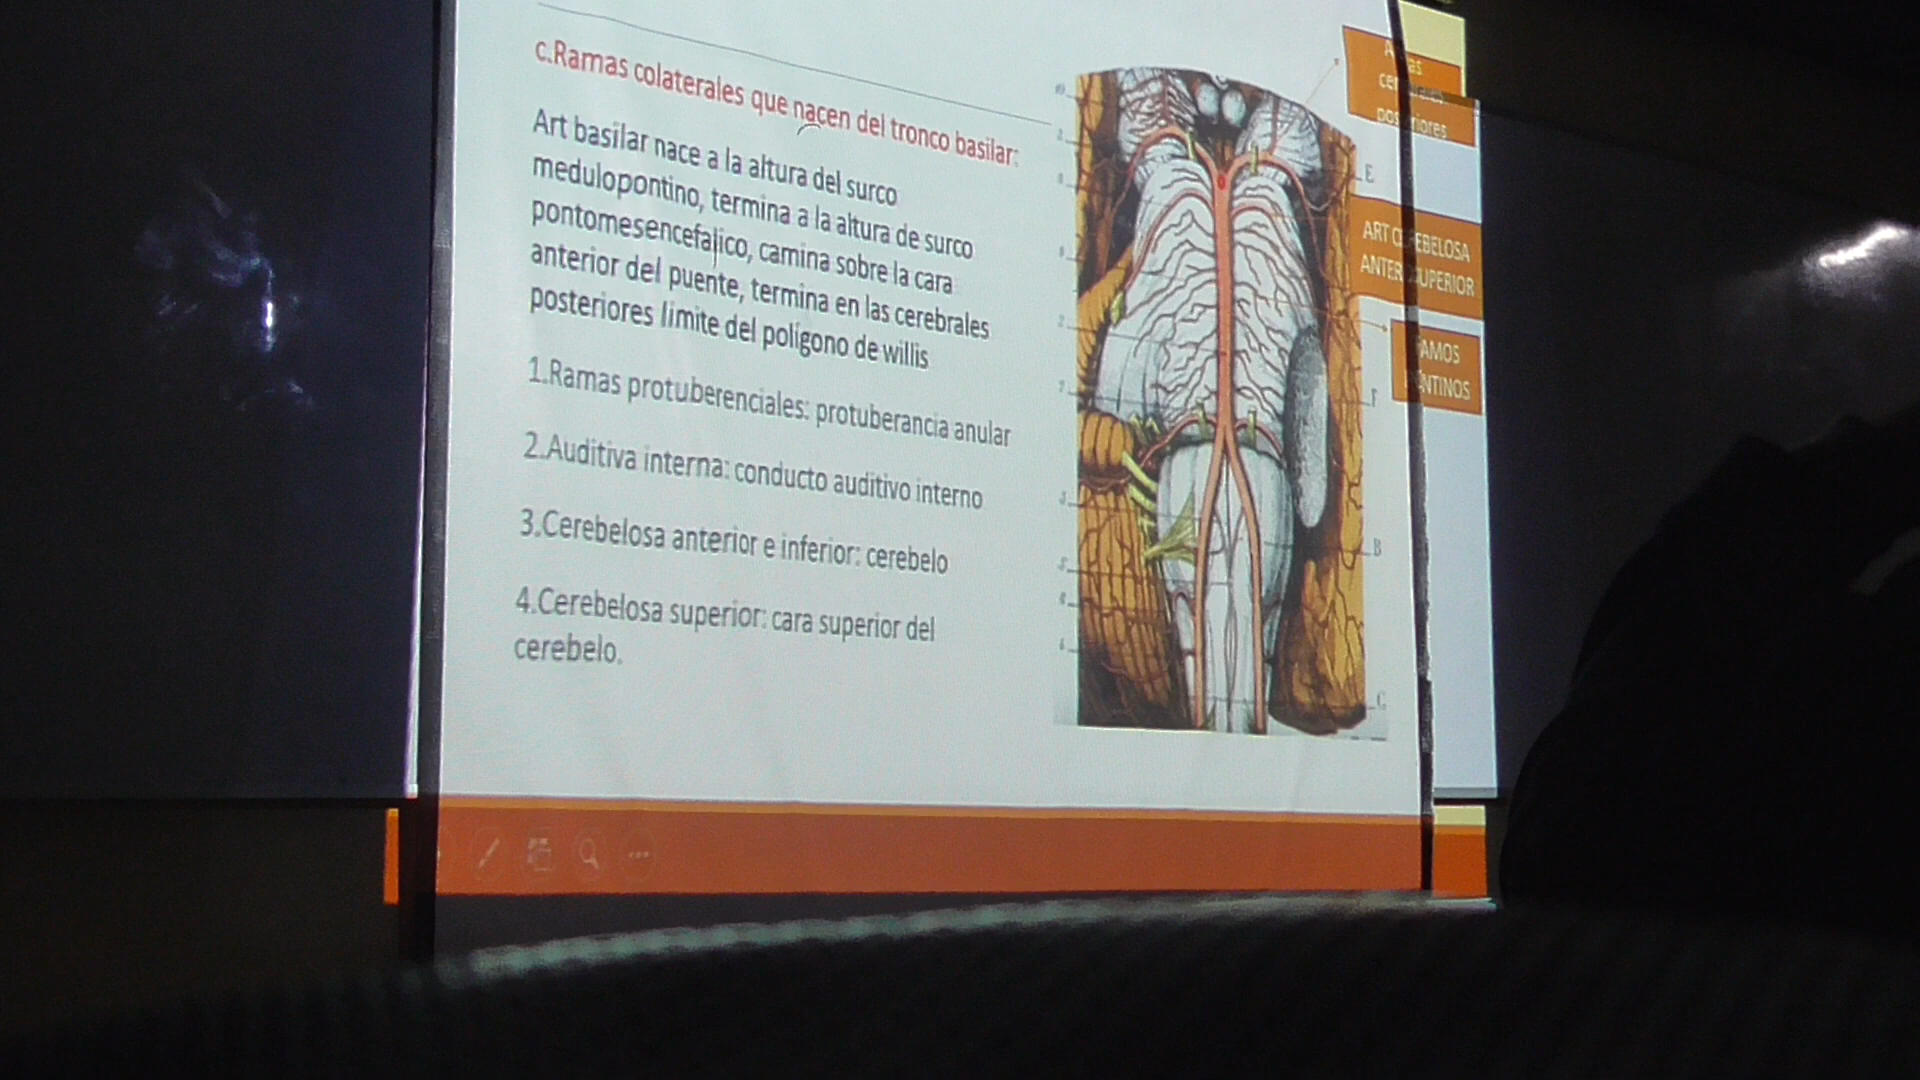 c.Ramas colaterales que nacen del tronco basilar:
Art basilar nace a la altura del surco
medulopontino, termina a la altura de surco
pontomesencefalico, camina sobre la cara
anterior del puente, termina en las cerebrales
posteriores limite del poligono de willis
1.Ramas protuberenciales: protuberancia anular
2.Auditiva interna: conducto auditivo interno
3.Cerebelosa anterior e inferior: cerebelo
4.Cerebelosa superior: cara superior del
cerebelo.
E
ART
F
B
G